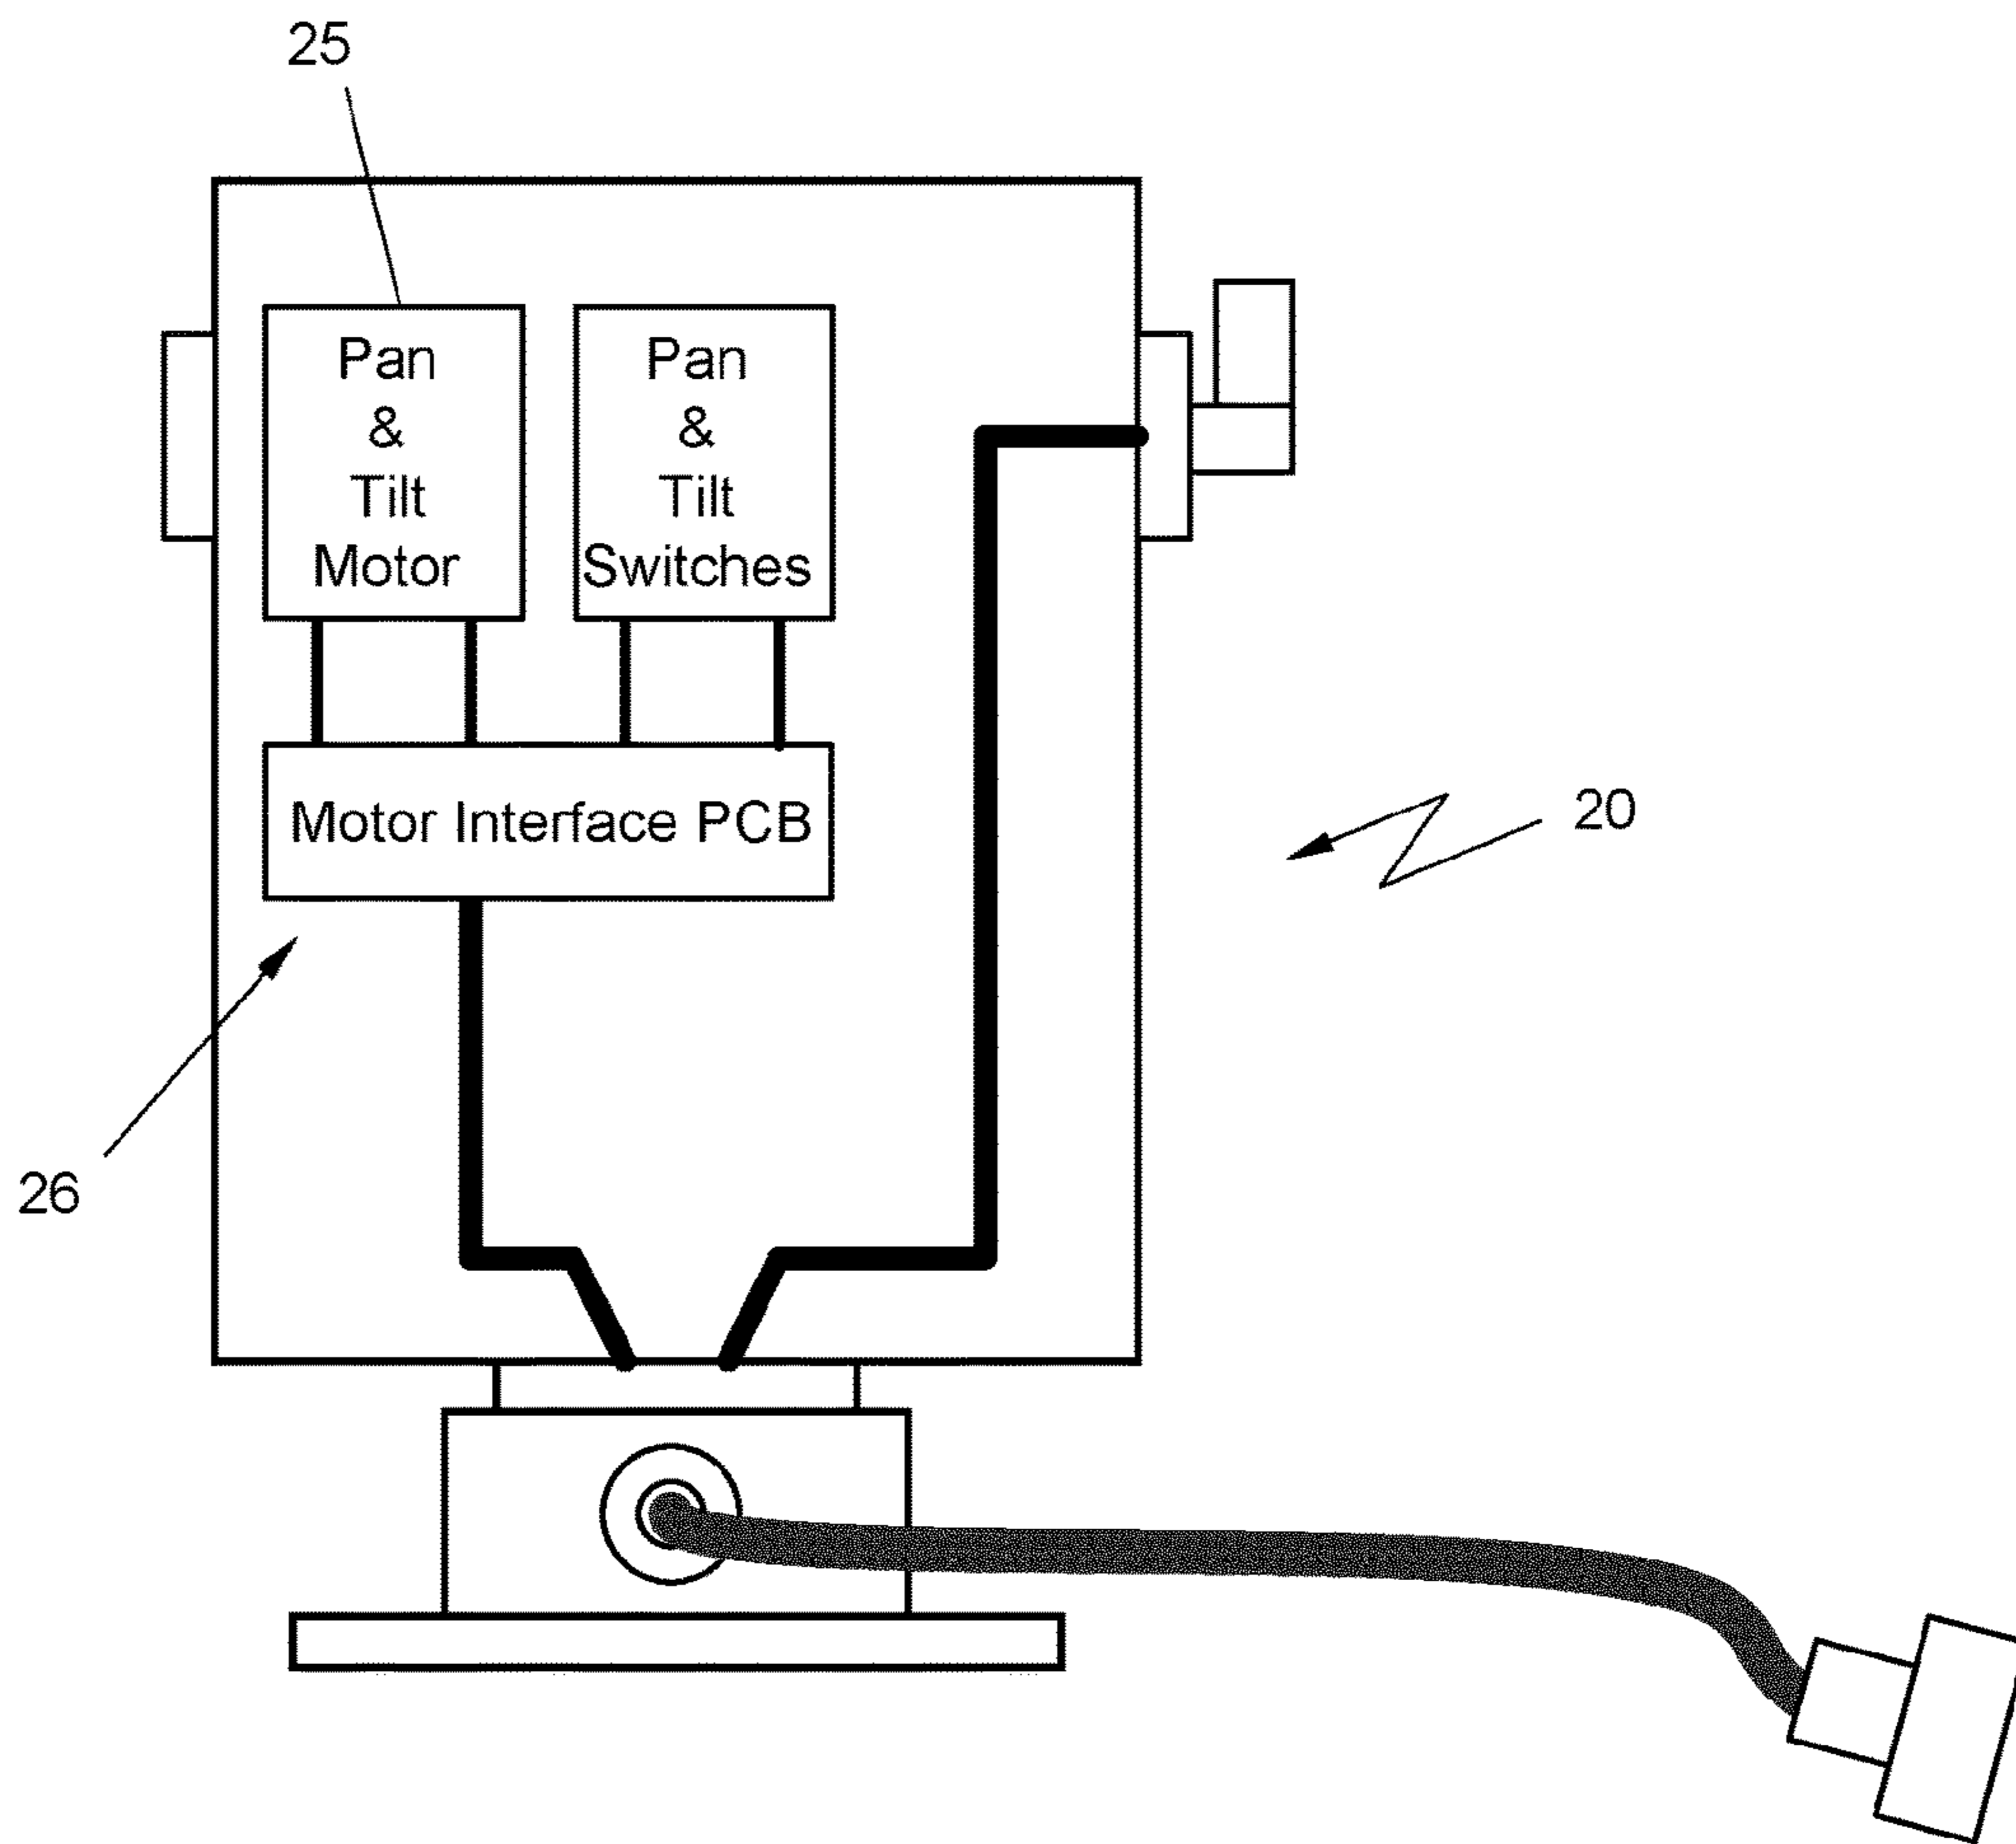 25
Pan
&
Tilt
Motor
Pan
&
Tilt
Switches
Motor Interface PCB
20
26